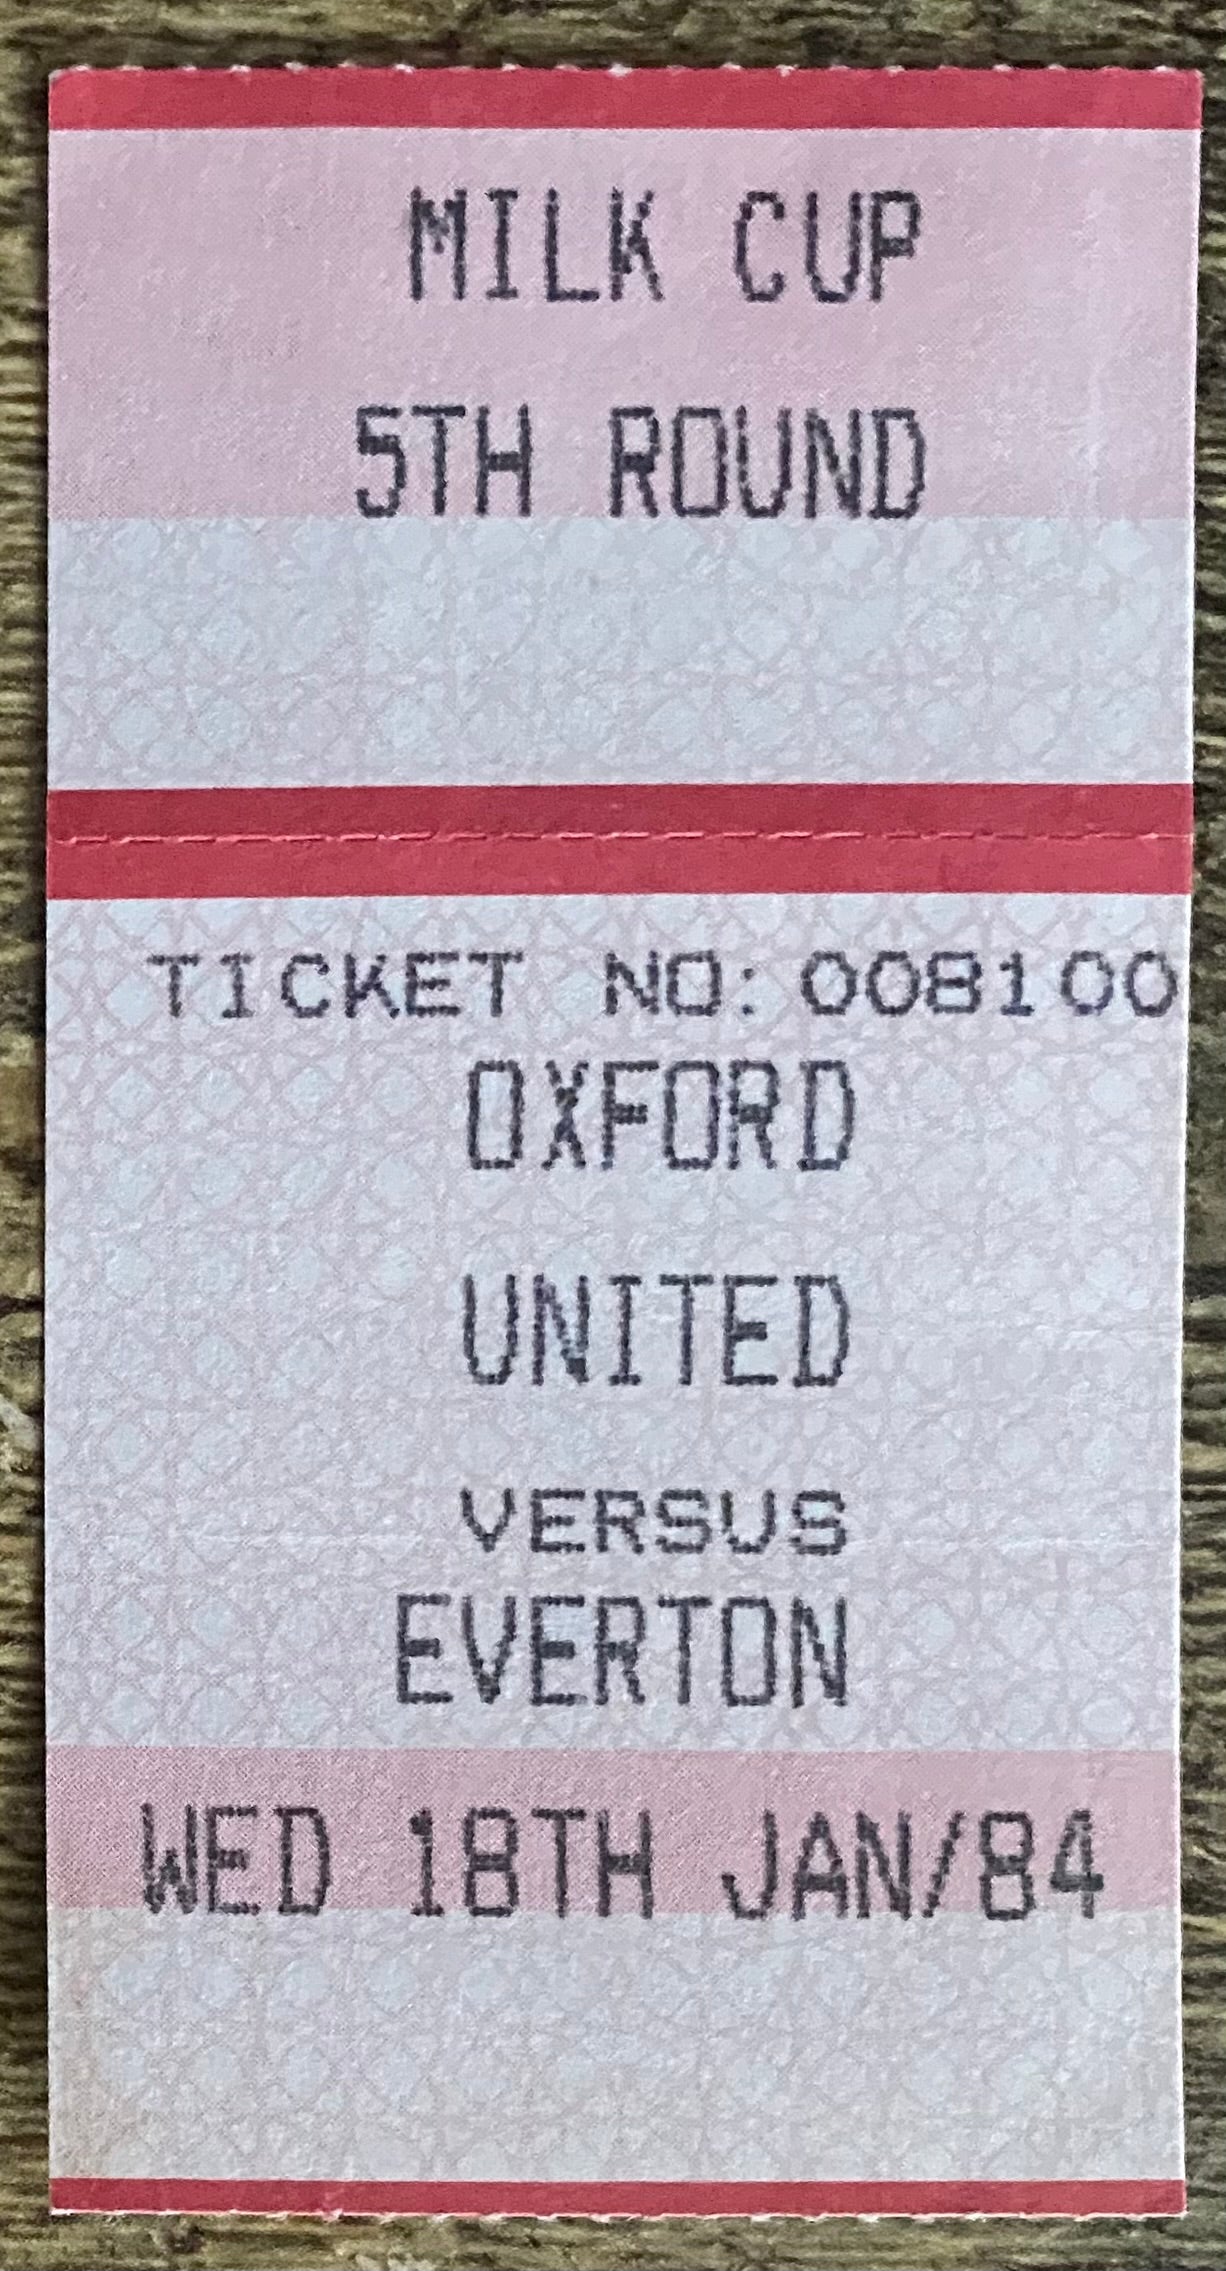 MILK CUP
5TH ROUND
TICKET NO: 008100
OXFORD
UNITED
VERSUS
EVERTON
WED 18TH JAN/84